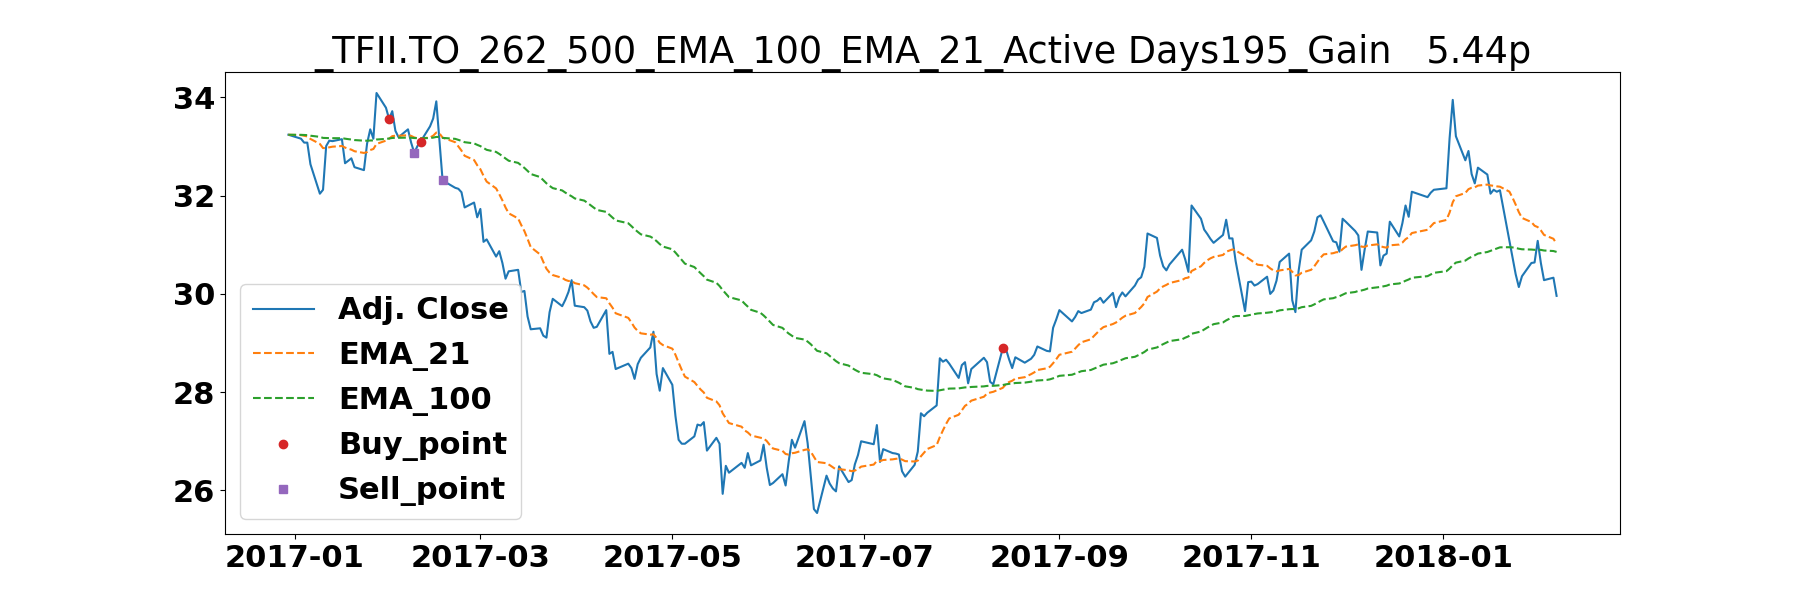 _TFII.TO_262_500_EMA_100_EMA_21_Active Days195_Gain   5.44p
34
32
30
28
26
Adj. Close
EMA_21
EMA_100
Buy_point
Sell_point
2017-01 2017-03 2017-05 2017-07 2017-09 2017-11 2018-01